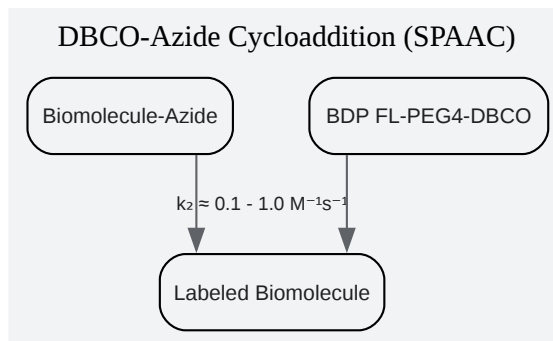 DBCO-Azide Cycloaddition (SPAAC)
Biomolecule-Azide
BDP FL-PEG4-DBCO
k₂ ≈ 0.1 - 1.0 M⁻¹s⁻¹
Labeled Biomolecule